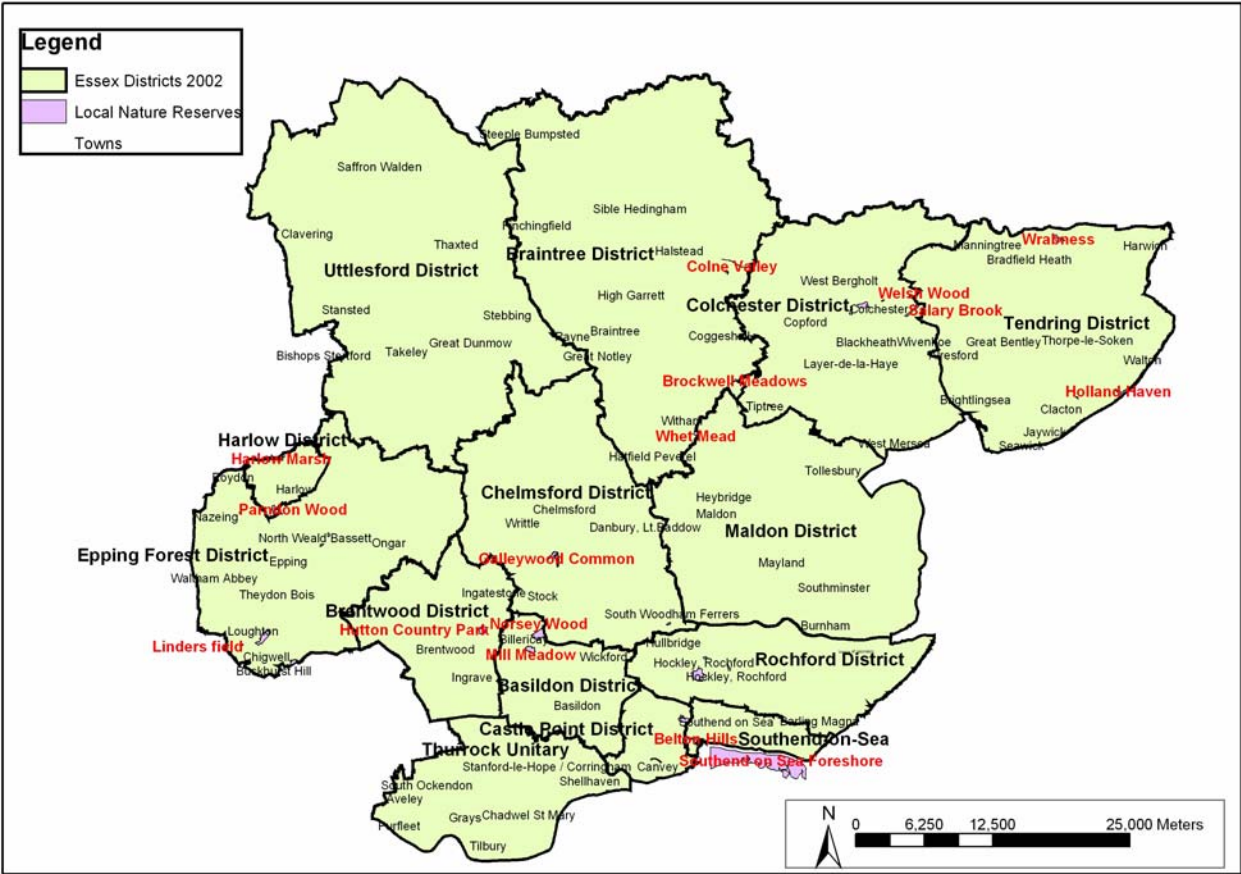 Legend
Essex Districts 2002
Local Nature Reserves
Towns
Steeple Bumpsted
Saffron Walden
Sible Hedingham
Finchingfield
Clavering
Thaxted
Halstead
Braintree District
Uttlesford District
Colne Valley
High Garrett
Stansted
Stebbing
Rayne
Braintree
Coggeshall
Great Dunmow
Takeley
Bishops Stortford
Great Notley
Wrabness
Manningtree
Harwich
Bradfield Heath
West Bergholt
Welsh Wood
Colchester District
Colchester
Salary Brook
Copford
Tendring District
Blackheath
Wivenhoe
Great Bentley
Thorpe-le-Soken
Alresford
Layer-de-la-Haye
Walton
Brockwell Meadows
Holland Haven
Brightlingsea
Tiptree
Clacton
Witham
Jaywick
Whet Mead
West Mersea
Seawick
Hatfield Peverel
Tollesbury
Harlow District
Harlow Marsh
Roydon
Harlow
Parndon Wood
Nazeing
Chelmsford District
Chelmsford
Writtle
Danbury, Lt.Baddow
Heybridge
Maldon
Maldon District
North Weald Bassett
Ongar
Epping Forest District
Epping
Galleywood Common
Mayland
Waltham Abbey
Theydon Bois
Southminster
Ingatestone
Stock
Brentwood District
South Woodham Ferrers
Burnham
Norsey Wood
Hutton Country Park
Loughton
Billericay
Linders field
Chigwell
Buckhurst Hill
Brentwood
Mill Meadow
Wickford
Hullbridge
Hockley, Rochford
Rochford District
Hockley, Rochford
Ingrave
Basildon District
Basildon
Castle Point District
Southend on Sea
Barling Magna
Belton Hills
Southend-on-Sea
Thurrock Unitary
Southend on Sea Foreshore
Stanford-le-Hope / Corringham
Canvey
Shellhaven
South Ockendon
Aveley
Purfleet
Grays
Chadwel St Mary
Tilbury
N
0 6,250 12,500 25,000 Meters